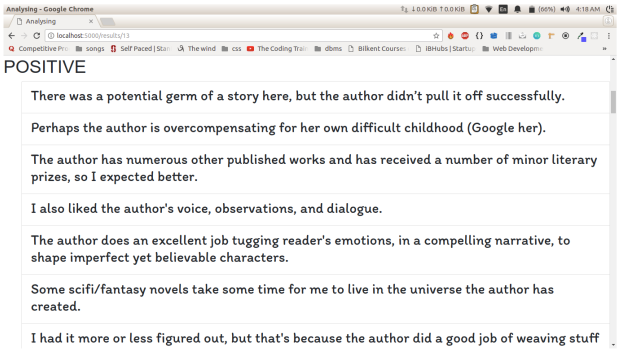 Analysing - Google Chrome
↓0.0 KiB ↑0.0 KiB En (66%) 4:18 AM
Analysing ×
localhost:5000/results/13
Competitive Pro songs Self Paced | Stan The wind css The Coding Train dbms Bilkent Courses IBHubs | Startup Web Developme »
POSITIVE
There was a potential germ of a story here, but the author didn't pull it off successfully.
Perhaps the author is overcompensating for her own difficult childhood (Google her).
The author has numerous other published works and has received a number of minor literary
prizes, so I expected better.
I also liked the author's voice, observations, and dialogue.
The author does an excellent job tugging reader's emotions, in a compelling narrative, to
shape imperfect yet believable characters.
Some scifi/fantasy novels take some time for me to live in the universe the author has
created.
I had it more or less figured out, but that's because the author did a good job of weaving stuff